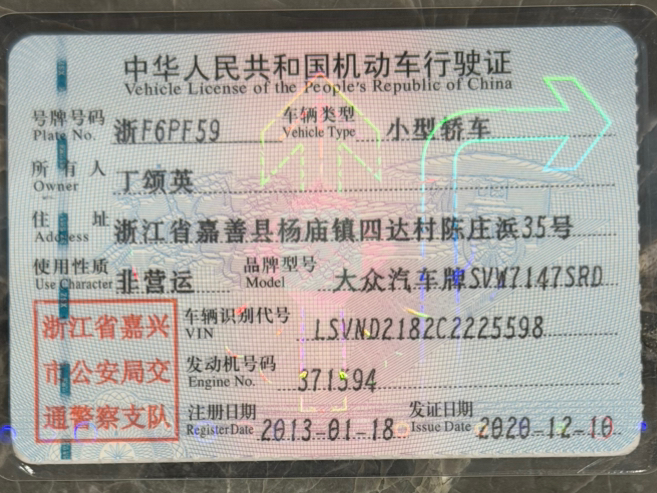 中华人民共和国机动车行驶证
Vehicle License of the People's Republic of China
号牌号码 Plate No. 浙F6PF59 车辆类型 Vehicle Type 小型轿车
所有人 Owner 丁颂英
住址 Address 浙江省嘉善县杨庙镇四达村陈庄浜35号
使用性质 Use Character 非营运 品牌型号 Model 大众汽车牌SVW7147SRD
浙江省嘉兴
市公安局交
通警察支队
车辆识别代号 VIN LSVND2182C2225598
发动机号码 Engine No. 371594
注册日期 Register Date 2013-01-18 发证日期 Issue Date 2020-12-10